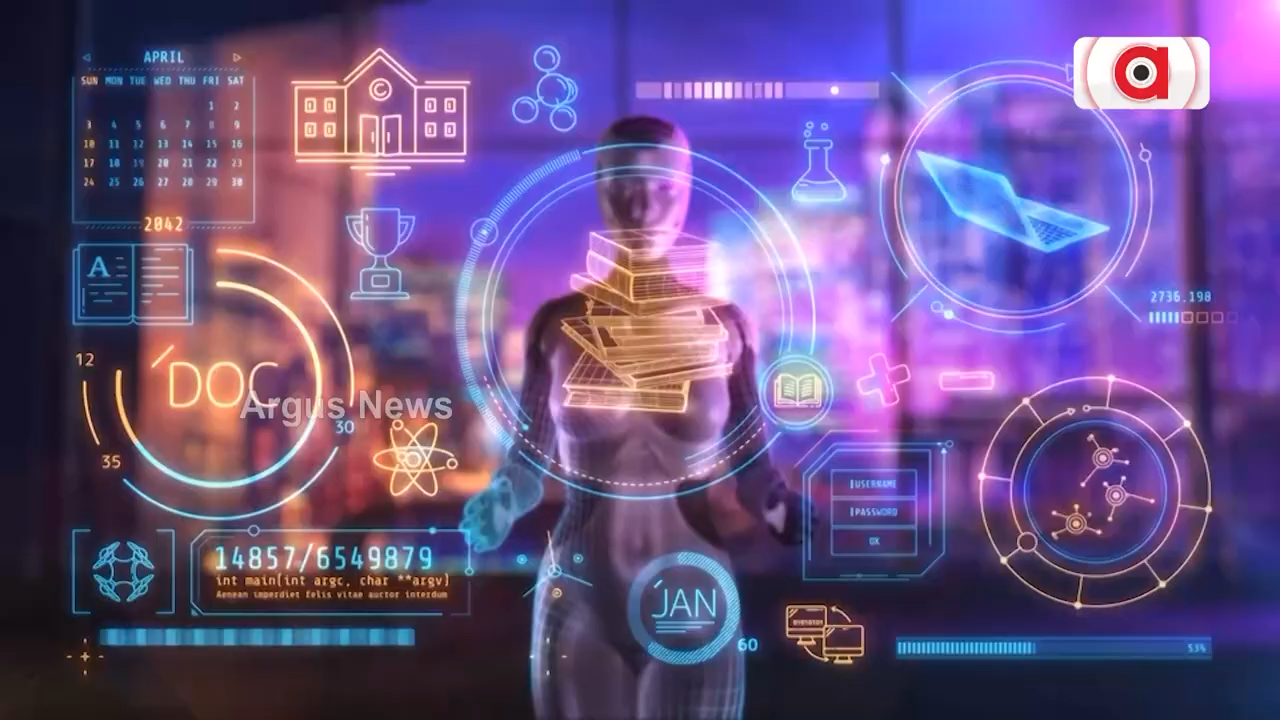 APRIL
SUN MON TUE WED THU FRI SAT
1 2
3 4 5 6 7 8 9
10 11 12 13 14 15 16
17 18 19 20 21 22 23
24 25 26 27 28 29 30
2042
C
a
A
2736.198
12
DOC
Argus News
30
35
USERNAME
PASSWORD
OK
14857/6549879
int main(int argc, char **argv)
Aenean imperdiet felis vitae auctor interdum
JAN
60
53%